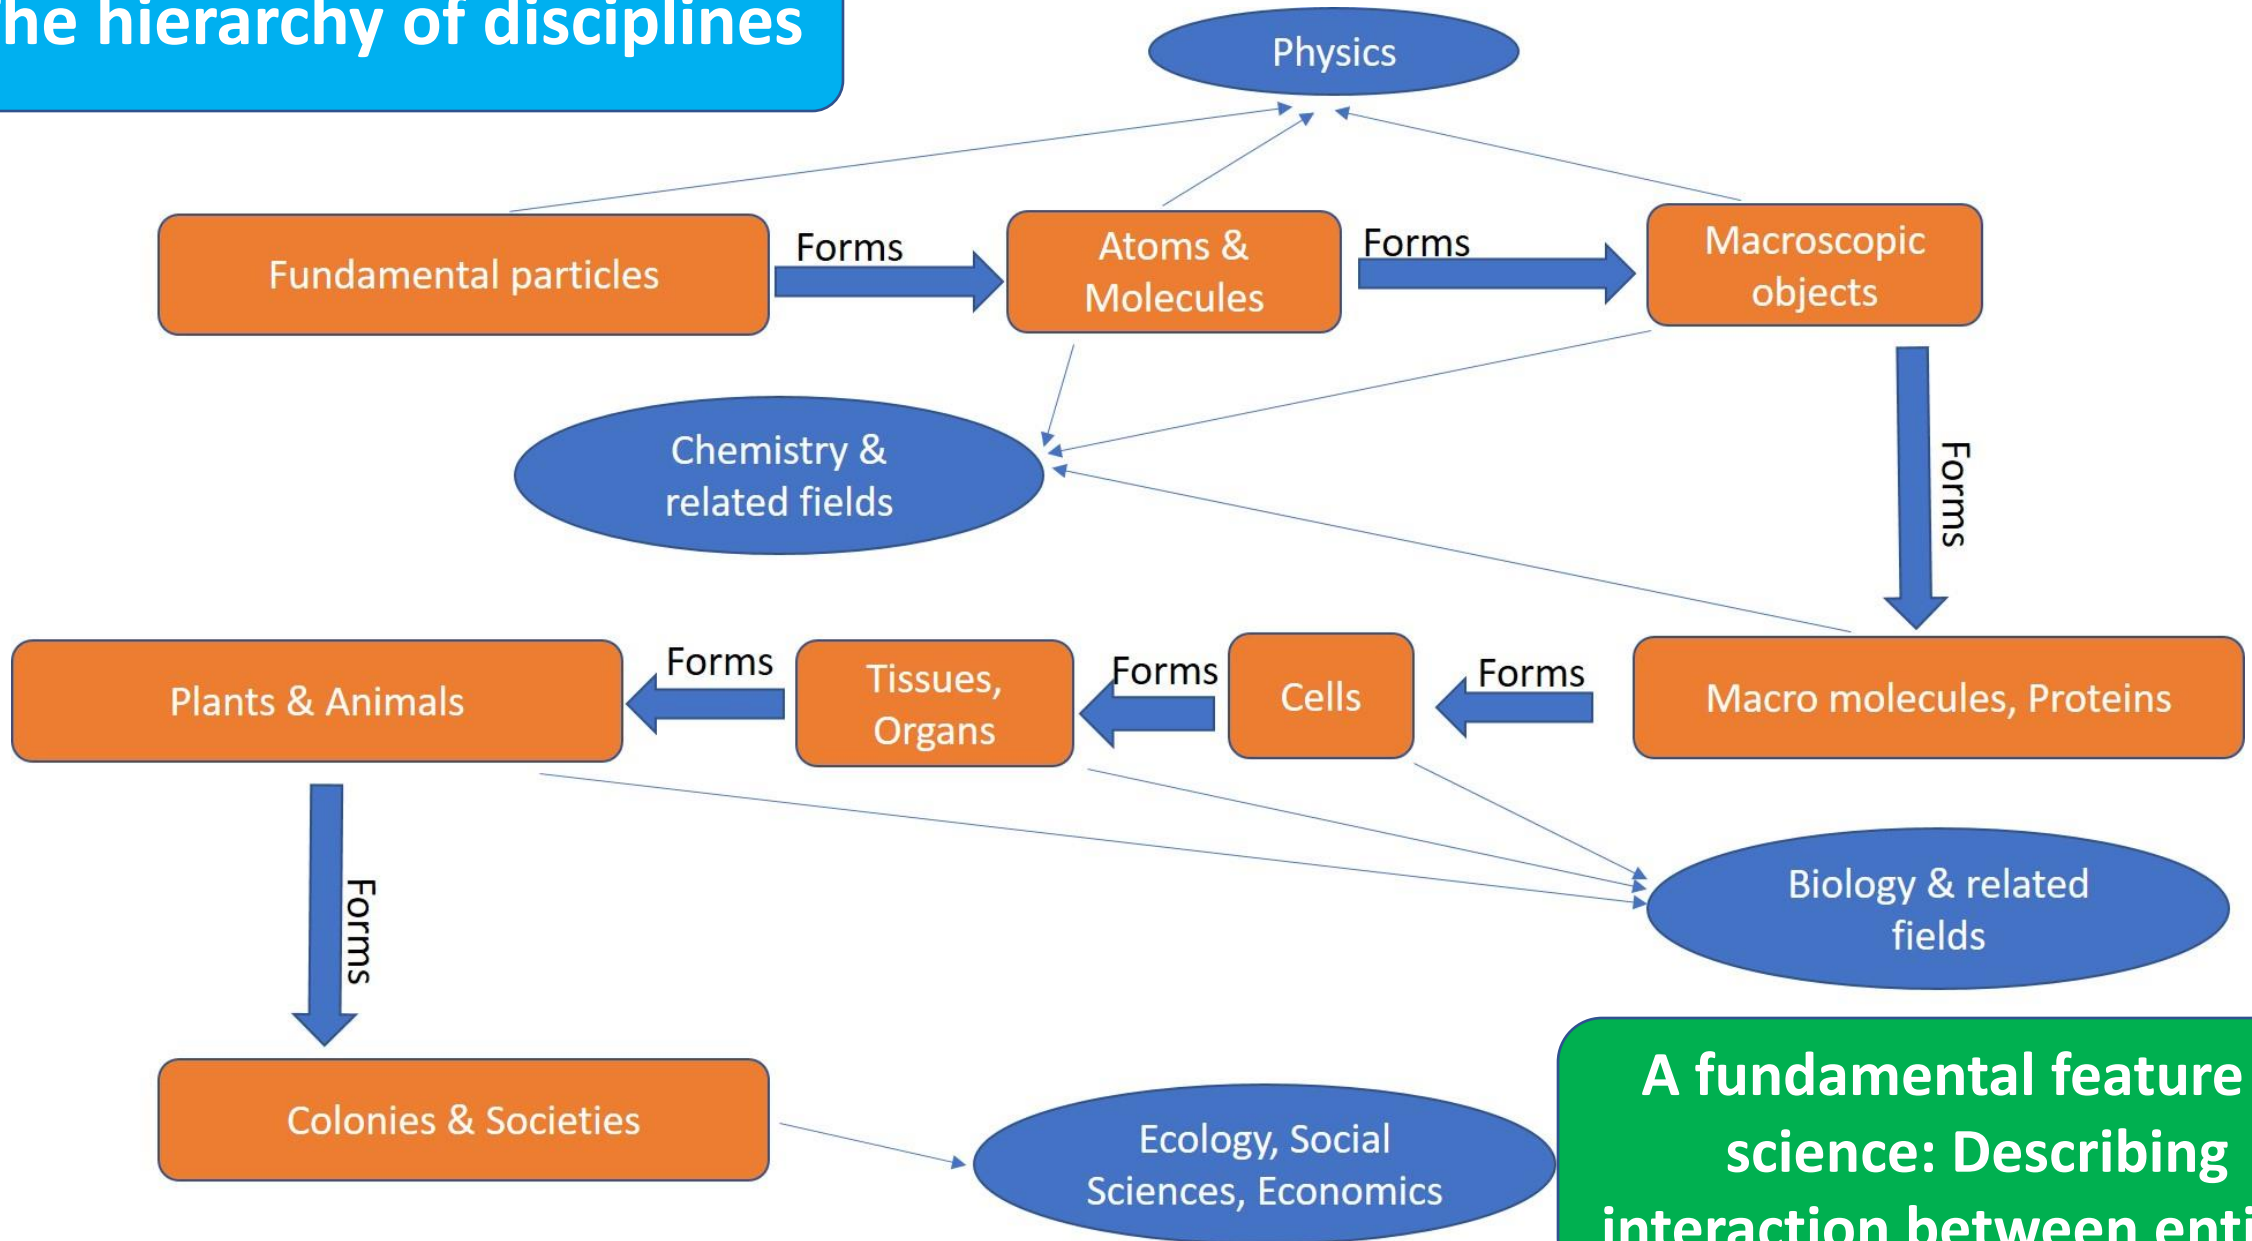 he hierarchy of disciplines
Physics
Fundamental particles
Forms
Atoms &
Molecules
Forms
Macroscopic
objects
Chemistry &
related fields
Forms
Plants & Animals
Forms
Tissues,
Organs
Forms
Cells
Forms
Macro molecules, Proteins
Forms
Biology & related
fields
Colonies & Societies
Ecology, Social
Sciences, Economics
A fundamental feature
science: Describing
interaction between